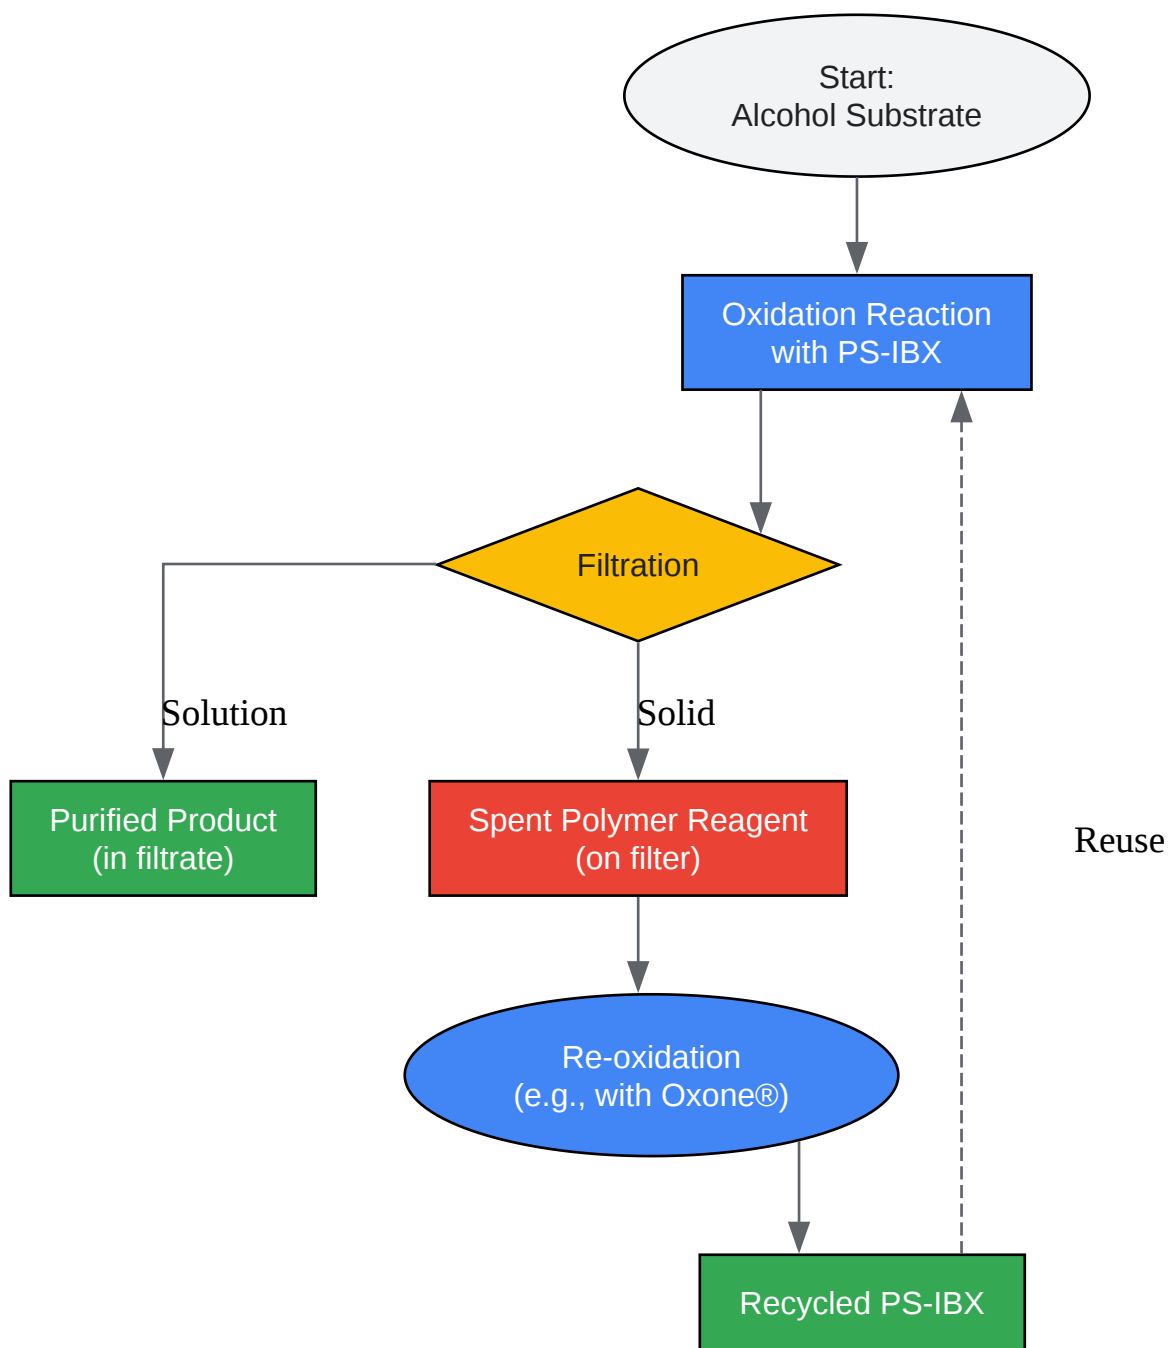 Start:
Alcohol Substrate
Oxidation Reaction
with PS-IBX
Filtration
Solution
Solid
Purified Product
(in filtrate)
Spent Polymer Reagent
(on filter)
Reuse
Re-oxidation
(e.g., with Oxone®)
Recycled PS-IBX